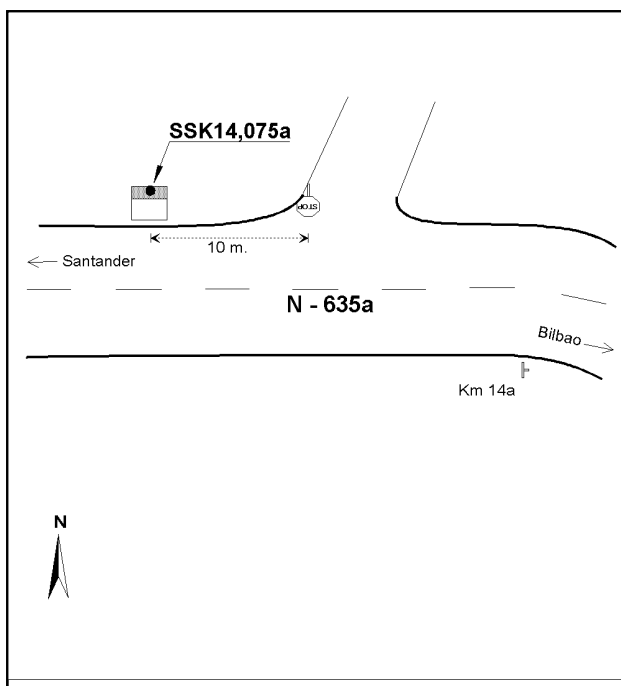 SSK14,075a
STOP
10 m.
Santander
N - 635a
Bilbao
Km 14a
N